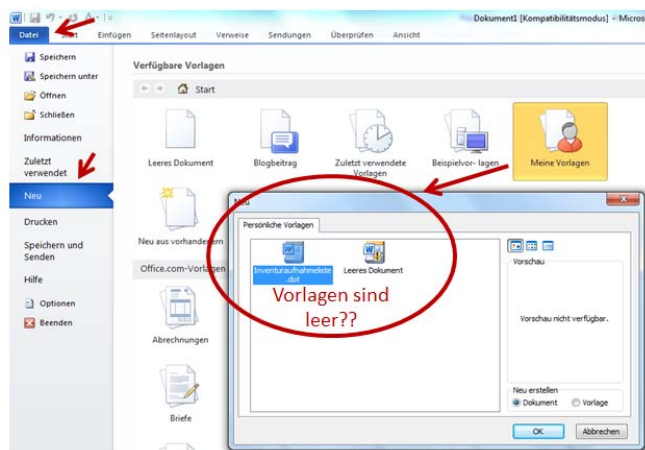 Dokument1 [Kompatibilitätsmodus] - Micros
Datei Start Einfügen Seitenlayout Verweise Sendungen Überprüfen Ansicht
Speichern
Speichern unter
Öffnen
Schließen
Informationen
Zuletzt
verwendet
Neu
Drucken
Speichern und
Senden
Hilfe
Optionen
Beenden
Verfügbare Vorlagen
Start
Leeres Dokument
Blogbeitrag
Zuletzt verwendete
Vorlagen
Beispielvor- lagen
Meine Vorlagen
Neu aus vorhandenem
Office.com-Vorlagen
Abrechnungen
Briefe
Neu
Persönliche Vorlagen
Inventuraufnahmeliste
.dot
Leeres Dokument
Vorlagen sind
leer??
Vorschau
Vorschau nicht verfügbar.
Neu erstellen
Dokument Vorlage
OK Abbrechen